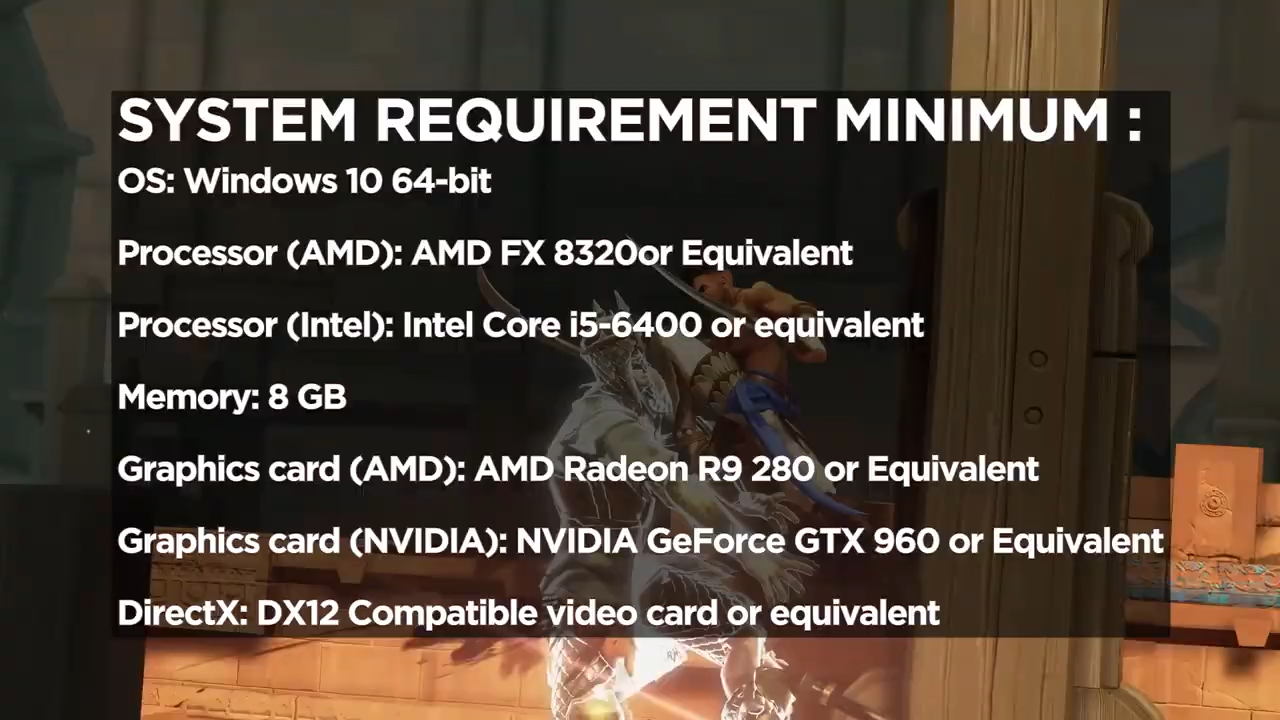 SYSTEM REQUIREMENT MINIMUM :
OS: Windows 10 64-bit
Processor (AMD): AMD FX 8320or Equivalent
Processor (Intel): Intel Core i5-6400 or equivalent
Memory: 8 GB
Graphics card (AMD): AMD Radeon R9 280 or Equivalent
Graphics card (NVIDIA): NVIDIA GeForce GTX 960 or Equivalent
DirectX: DX12 Compatible video card or equivalent